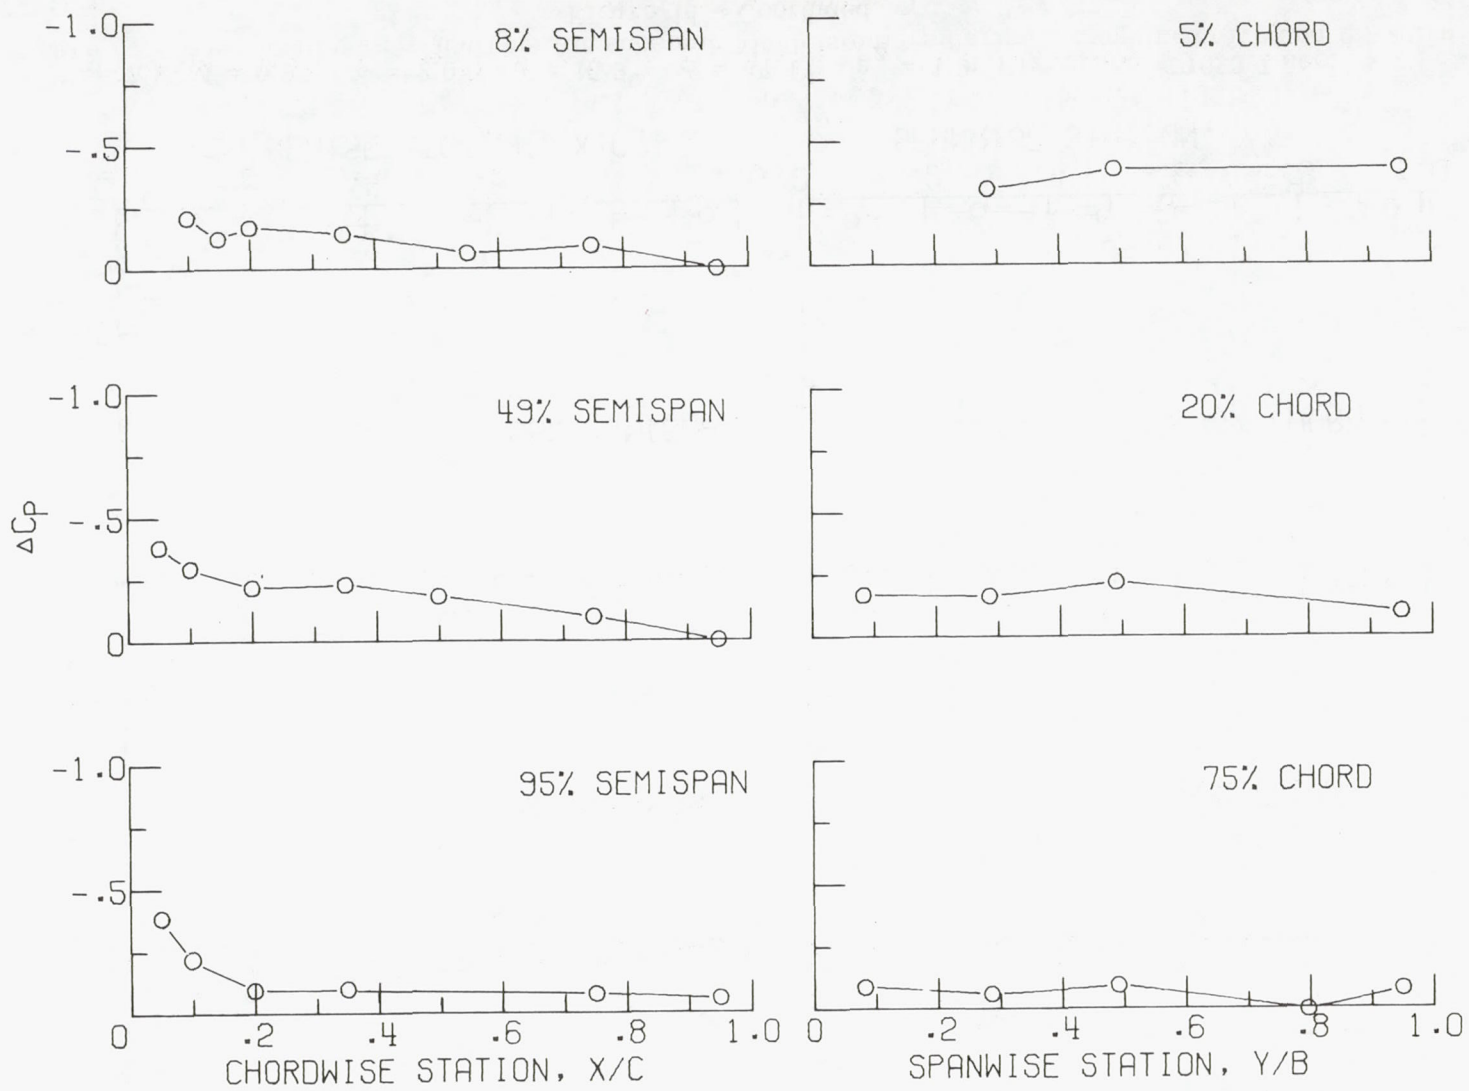 8% SEMISPAN
-1.0
-.5
0
5% CHORD
49% SEMISPAN
-1.0
-.5
0
ΔCp
20% CHORD
95% SEMISPAN
-1.0
-.5
0 .2 .4 .6 .8 1.0
CHORDWISE STATION, X/C
75% CHORD
0 .2 .4 .6 .8 1.0
SPANWISE STATION, Y/B